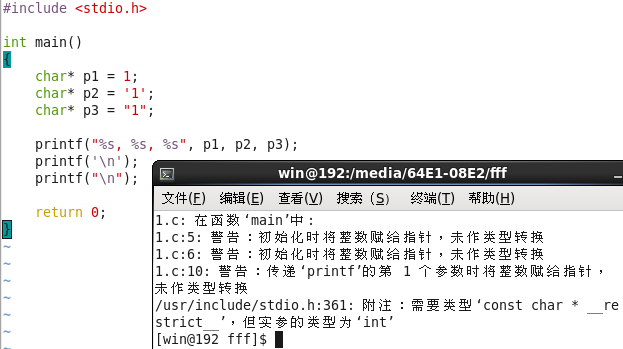 #include <stdio.h>
int main()
{
char* p1 = 1;
char* p2 = '1';
char* p3 = "1";
printf("%s, %s, %s", p1, p2, p3);
printf('\n');
printf("\n");
return 0;
}
~
~
~
~
~
~
win@192:/media/64E1-08E2/fff
文件(F) 编辑(E) 查看(V) 搜索 (S) 终端(T) 帮助(H)
1.c: 在函数‘main’中：
1.c:5: 警告：初始化时将整数赋给指针，未作类型转换
1.c:6: 警告：初始化时将整数赋给指针，未作类型转换
1.c:10: 警告：传递‘printf’的第 1 个参数时将整数赋给指针，
未作类型转换
/usr/include/stdio.h:361: 附注：需要类型‘const char * __re
strict__’，但实参的类型为‘int’
[win@192 fff]$